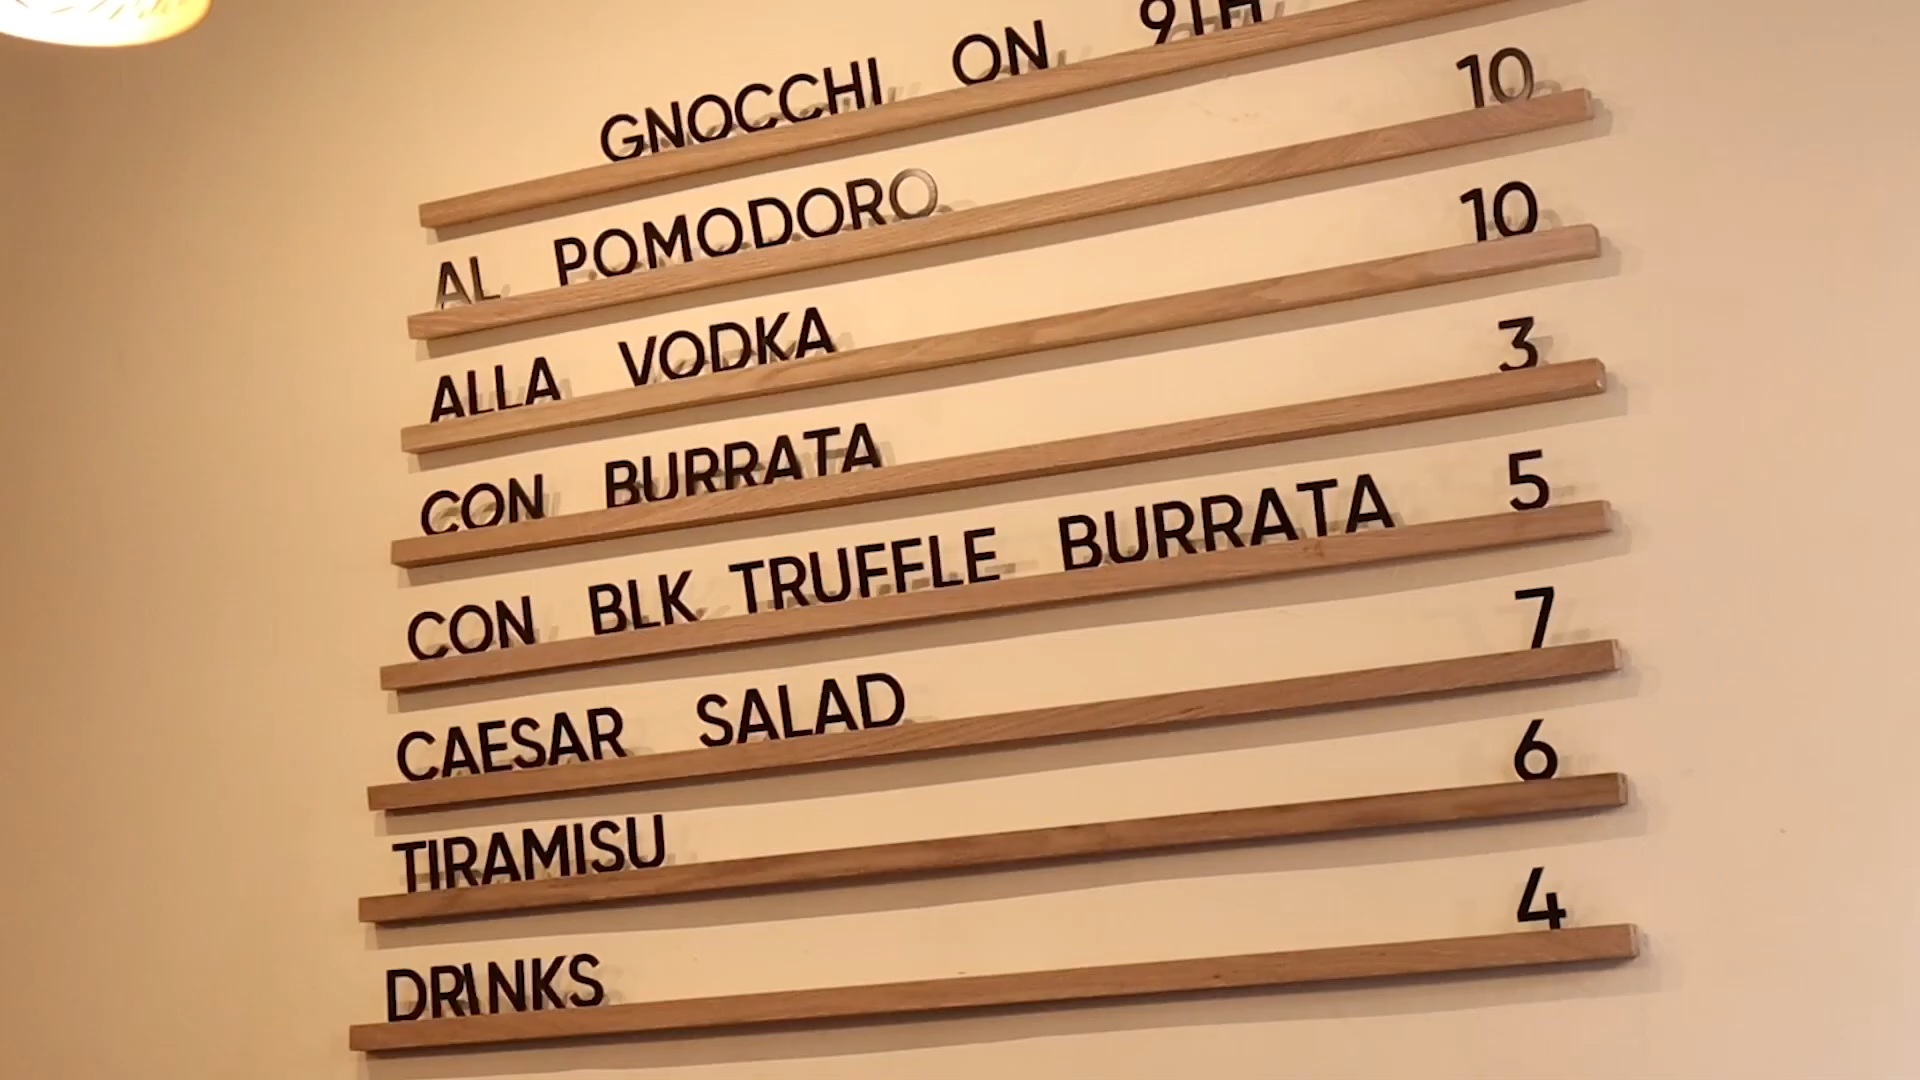 GNOCCHI ON 9TH
AL POMODORO 10
ALLA VODKA 10
CON BURRATA 3
CON BLK TRUFFLE BURRATA 5
CAESAR SALAD 7
TIRAMISU 6
DRINKS 4